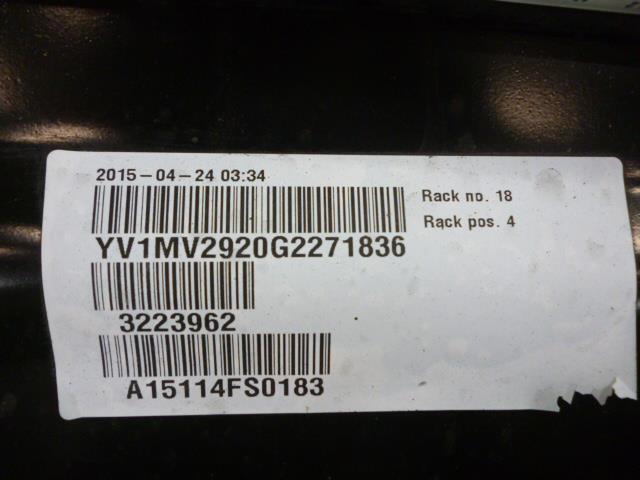 2015-04-24 03:34
Rack no. 18
Rack pos. 4
YV1MV2920G2271836
3223962
A15114FS0183